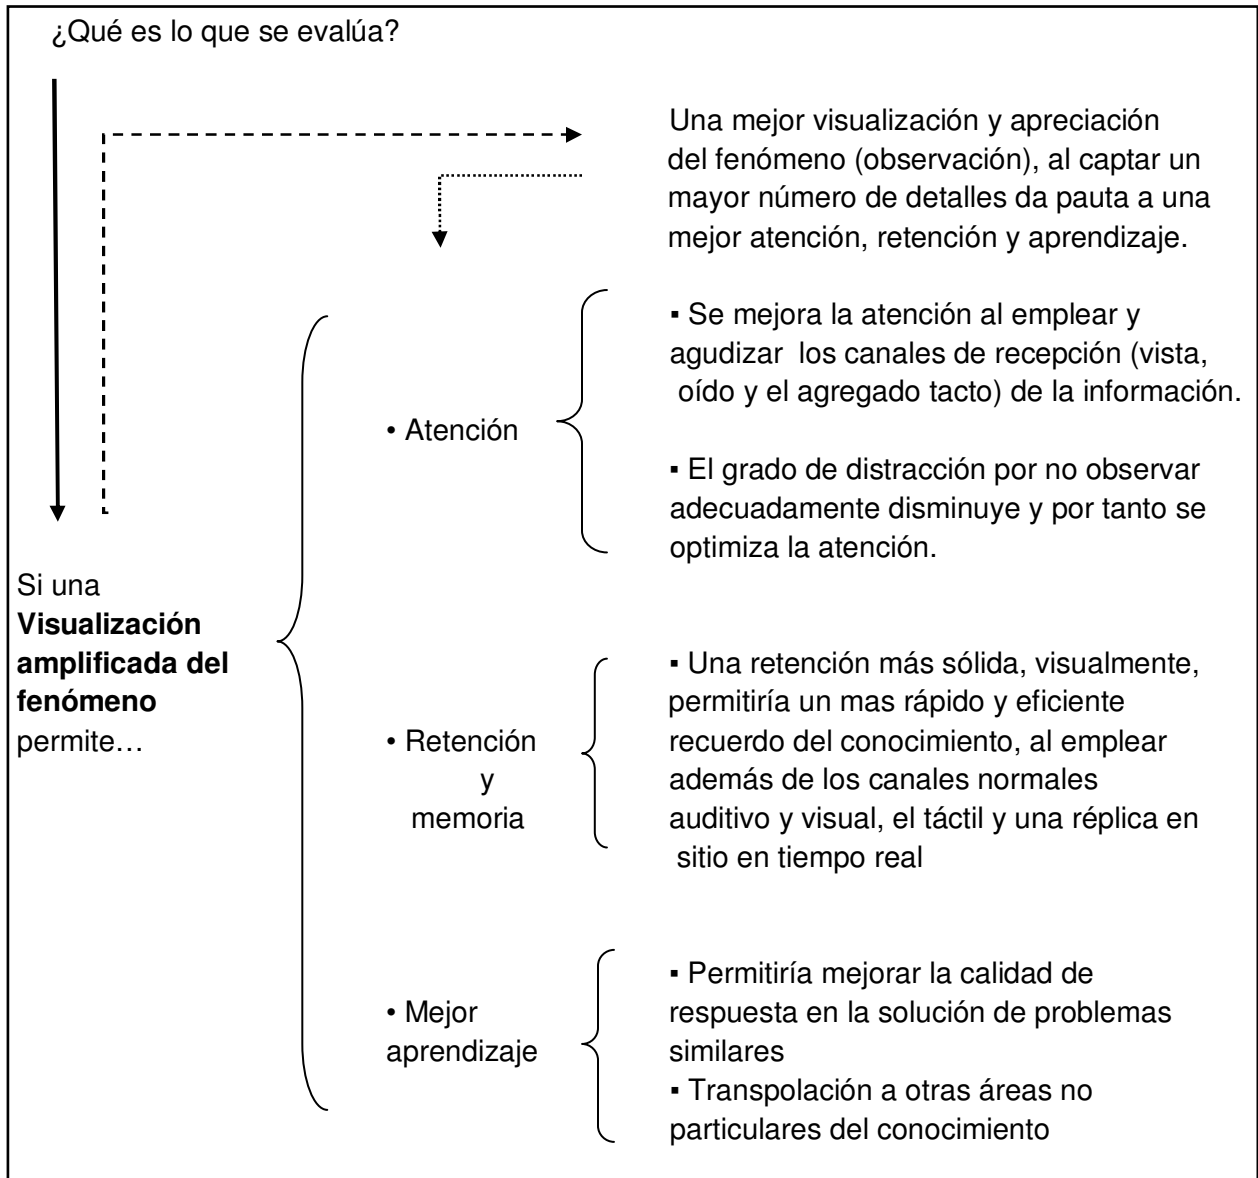 ¿Qué es lo que se evalúa?
Una mejor visualización y apreciación
del fenómeno (observación), al captar un
mayor número de detalles da pauta a una
mejor atención, retención y aprendizaje.
Si una
Visualización
amplificada del
fenómeno
permite…
• Atención
▪ Se mejora la atención al emplear y
agudizar los canales de recepción (vista,
oído y el agregado tacto) de la información.
▪ El grado de distracción por no observar
adecuadamente disminuye y por tanto se
optimiza la atención.
• Retención
y
memoria
▪ Una retención más sólida, visualmente,
permitiría un mas rápido y eficiente
recuerdo del conocimiento, al emplear
además de los canales normales
auditivo y visual, el táctil y una réplica en
sitio en tiempo real
• Mejor
aprendizaje
▪ Permitiría mejorar la calidad de
respuesta en la solución de problemas
similares
▪ Transpolación a otras áreas no
particulares del conocimiento